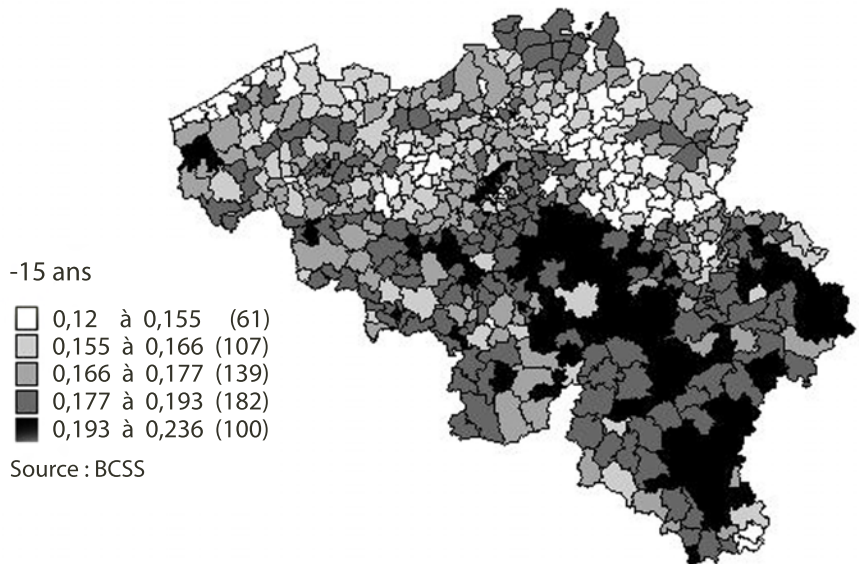 -15 ans
0,12 à 0,155 (61)
0,155 à 0,166 (107)
0,166 à 0,177 (139)
0,177 à 0,193 (182)
0,193 à 0,236 (100)
Source : BCSS